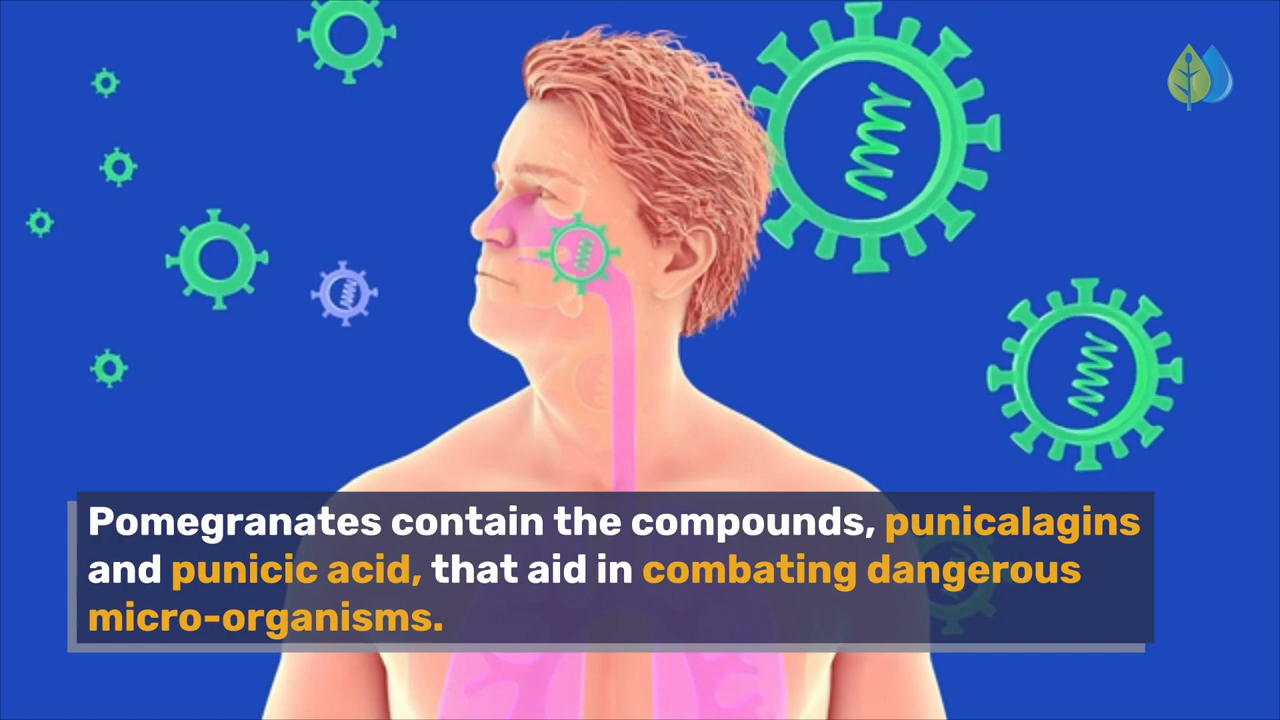 Pomegranates contain the compounds, punicalagins
and punicic acid, that aid in combating dangerous
micro-organisms.